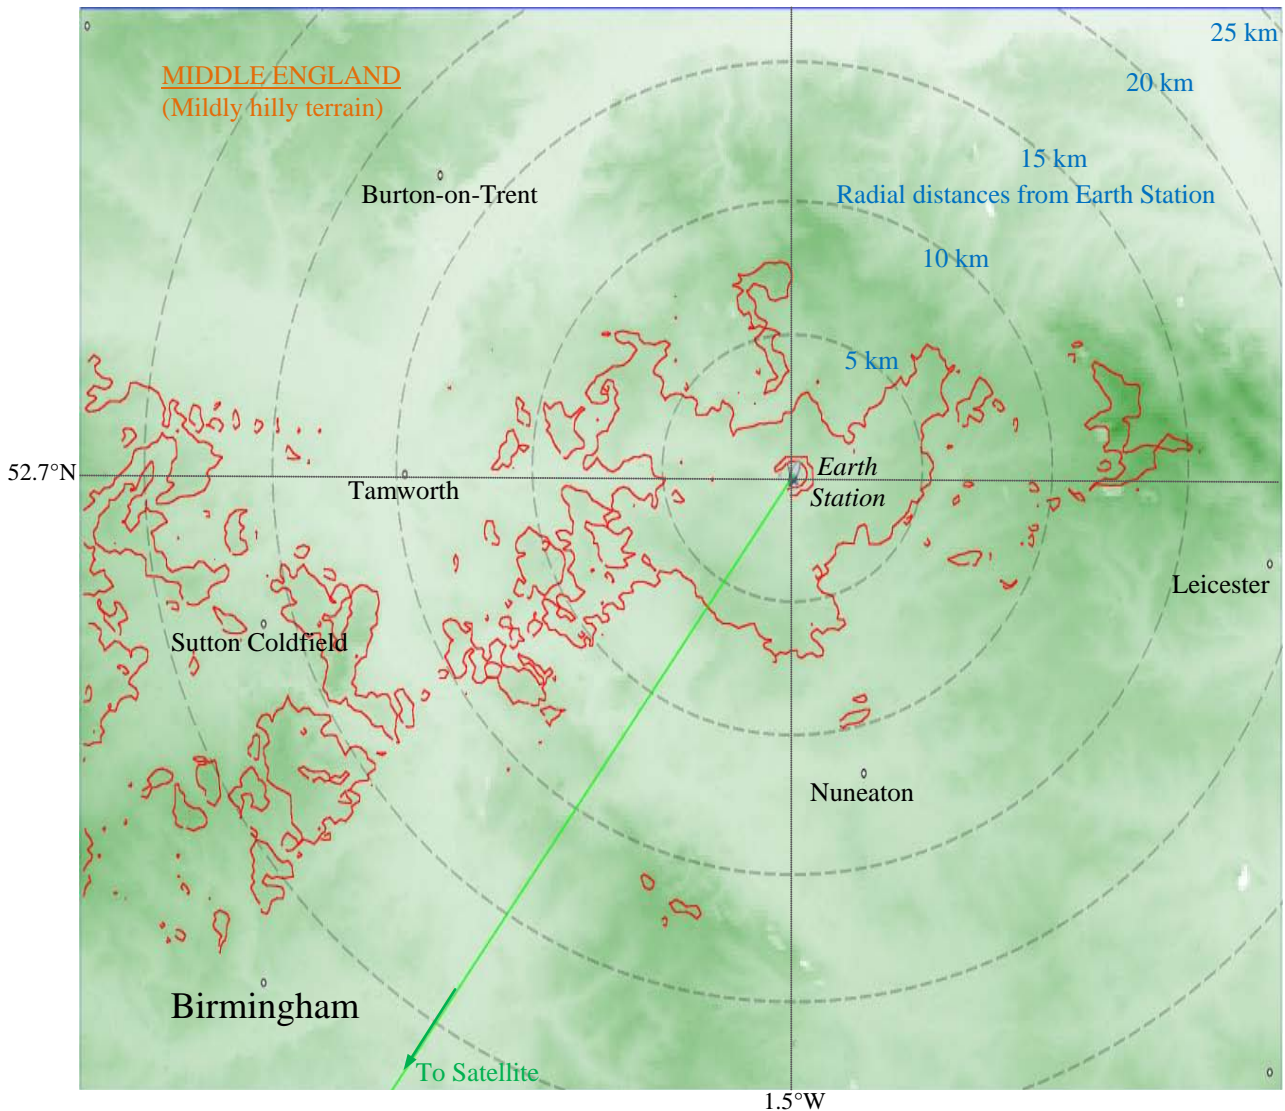 25 km
MIDDLE ENGLAND
(Mildly hilly terrain)
20 km
15 km
Burton-on-Trent
Radial distances from Earth Station
10 km
5 km
52.7°N
Earth
Station
Tamworth
Leicester
Sutton Coldfield
Nuneaton
Birmingham
To Satellite
1.5°W